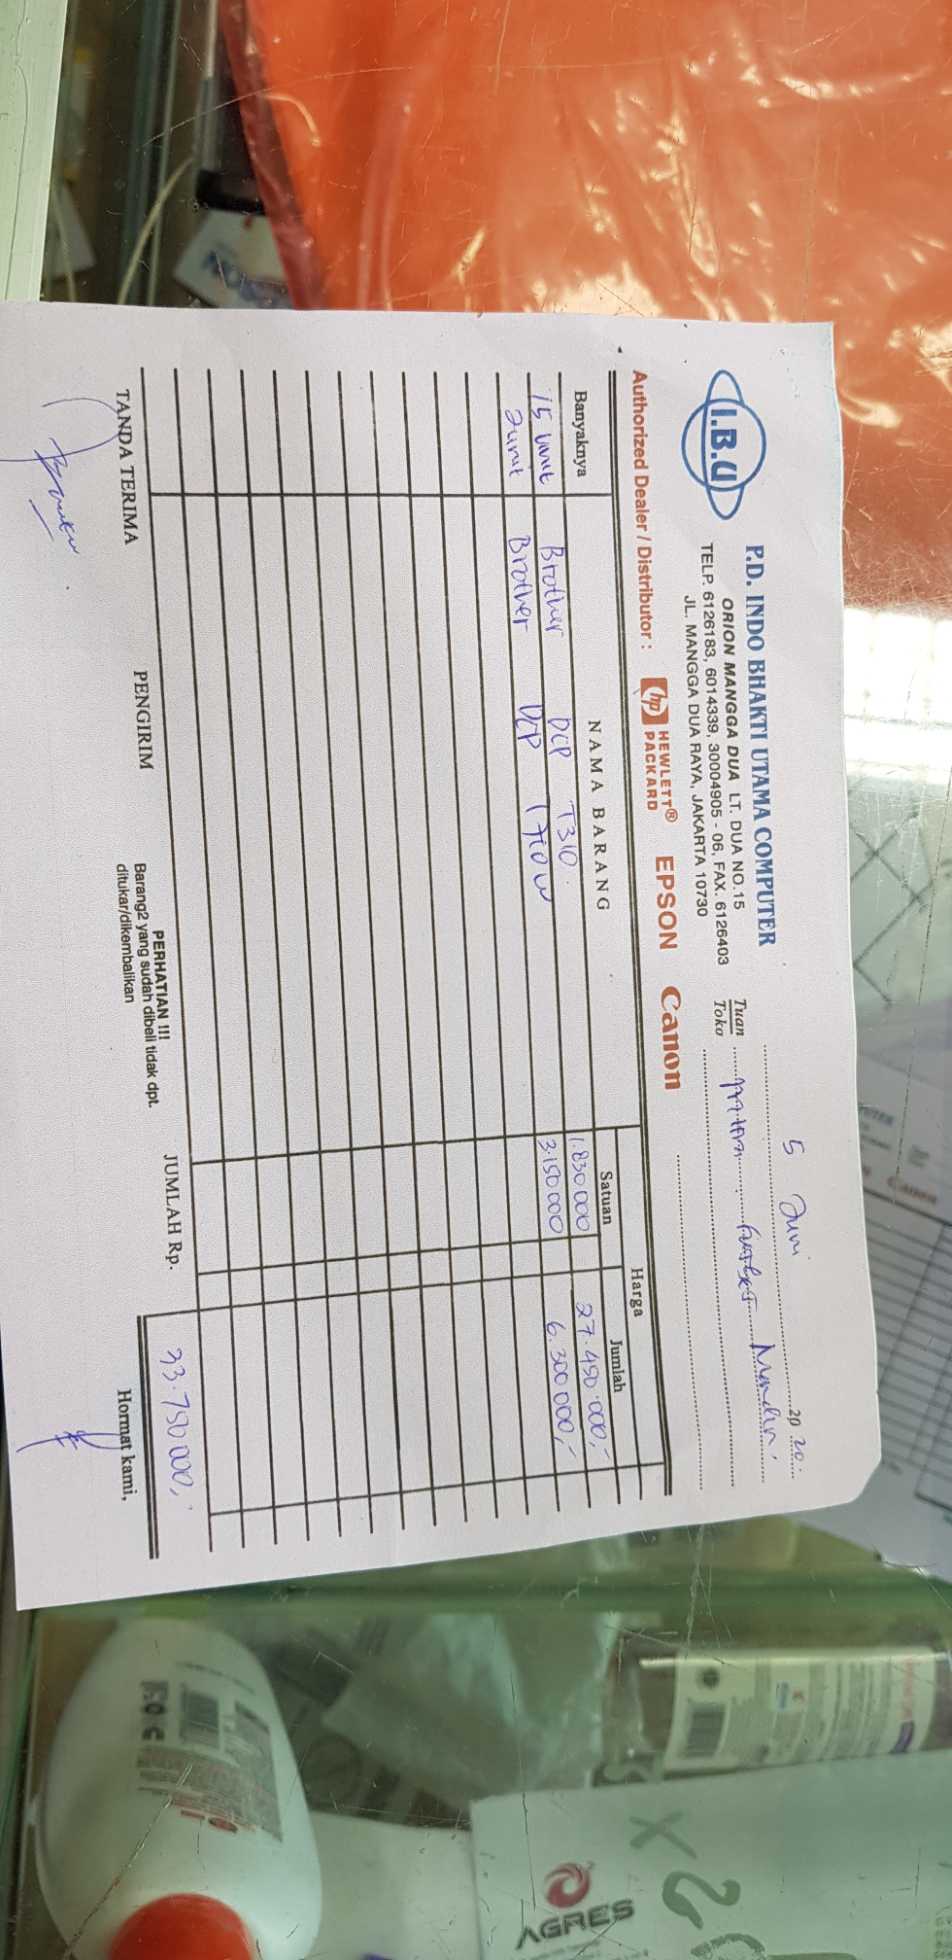 I.B.U
P.D. INDO BHAKTI UTAMA COMPUTER
ORION MANGGA DUA LT. DUA NO.15
TELP. 6126183, 6014339, 30004905 - 06, FAX. 6126403
JL. MANGGA DUA RAYA, JAKARTA 10730
5 Juni 2020
Tuan
Toko
Mitra Mandiri
Authorized Dealer / Distributor : hp HEWLETT® PACKARD EPSON Canon
Banyaknya NAMA BARANG Harga
Satuan Jumlah
15 unit Brother DCP T310 1.830 000 27.450.000,-
2 unit Brother DCP T710W 3.150 000 6.300 000,-
JUMLAH Rp. 33.750 000,-
TANDA TERIMA PENGIRIM Hormat kami,
PERHATIAN !!!
Barang2 yang sudah dibeli tidak dpt.
ditukar/dikembalikan
AGRES